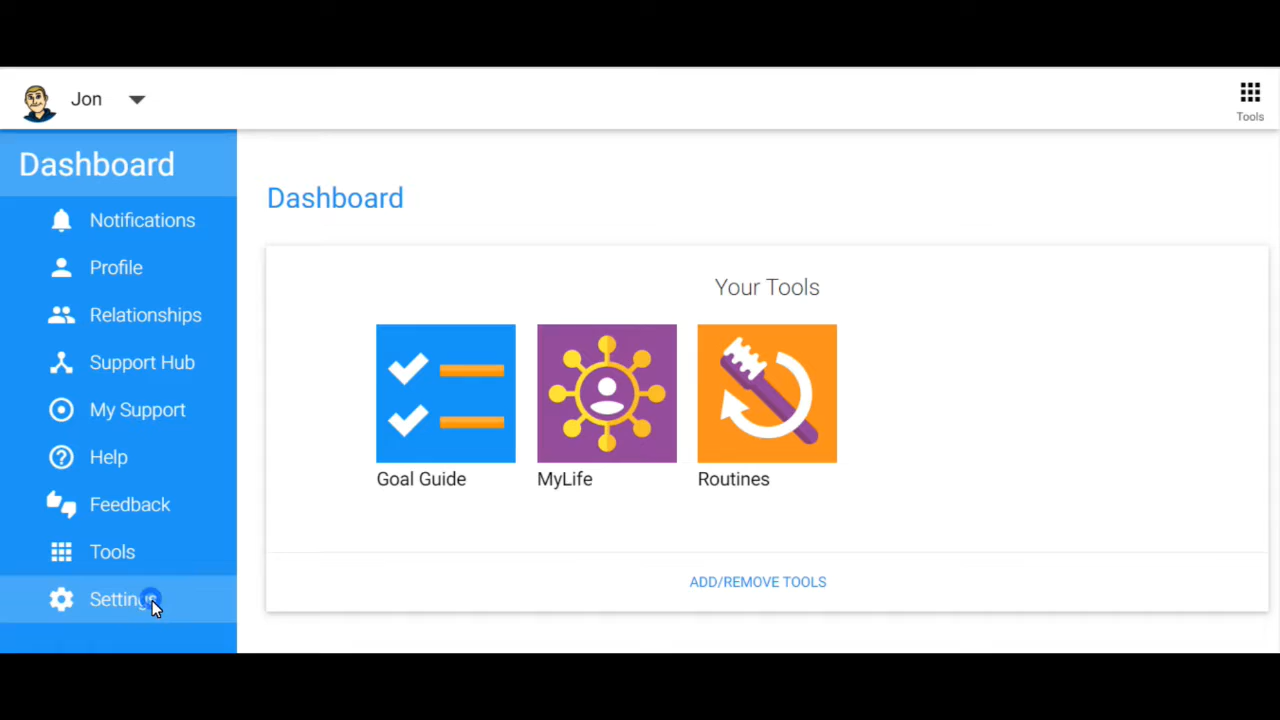 Jon
Tools
Dashboard
Notifications
Profile
Relationships
Support Hub
My Support
Help
Feedback
Tools
Settings
Dashboard
Your Tools
Goal Guide
MyLife
Routines
ADD/REMOVE TOOLS